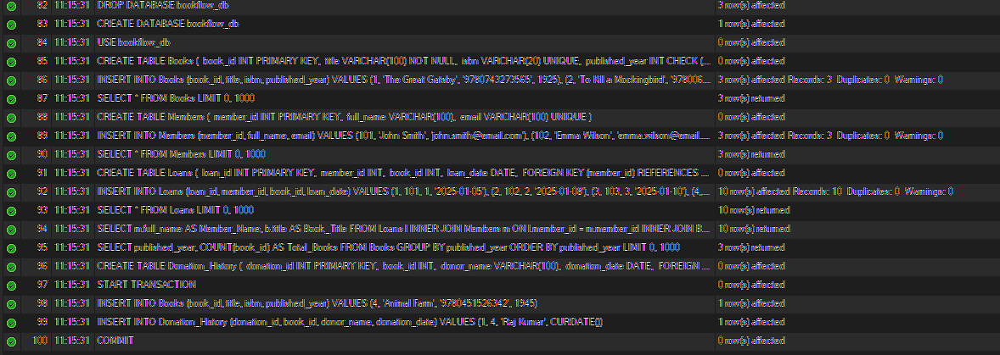 82 11:15:31 DROP DATABASE bookflow_db 3 row(s) affected
83 11:15:31 CREATE DATABASE bookflow_db 1 row(s) affected
84 11:15:31 USE bookflow_db 0 row(s) affected
85 11:15:31 CREATE TABLE Books ( book_id INT PRIMARY KEY, title VARCHAR(100) NOT NULL, isbn VARCHAR(20) UNIQUE, published_year INT CHECK (... 0 row(s) affected
86 11:15:31 INSERT INTO Books (book_id, title, isbn, published_year) VALUES (1, 'The Great Gatsby', '9780743273565', 1925), (2, 'To Kill a Mockingbird', '978006... 3 row(s) affected Records: 3 Duplicates: 0 Warnings: 0
87 11:15:31 SELECT * FROM Books LIMIT 0, 1000 3 row(s) returned
88 11:15:31 CREATE TABLE Members ( member_id INT PRIMARY KEY, full_name VARCHAR(100), email VARCHAR(100) UNIQUE ) 0 row(s) affected
89 11:15:31 INSERT INTO Members (member_id, full_name, email) VALUES (101, 'John Smith', 'john.smith@email.com'), (102, 'Emma Wilson', 'emma.wilson@email.... 3 row(s) affected Records: 3 Duplicates: 0 Warnings: 0
90 11:15:31 SELECT * FROM Members LIMIT 0, 1000 3 row(s) returned
91 11:15:31 CREATE TABLE Loans ( loan_id INT PRIMARY KEY, member_id INT, book_id INT, loan_date DATE, FOREIGN KEY (member_id) REFERENCES ... 0 row(s) affected
92 11:15:31 INSERT INTO Loans (loan_id, member_id, book_id, loan_date) VALUES (1, 101, 1, '2025-01-05'), (2, 102, 2, '2025-01-08'), (3, 103, 3, '2025-01-10'), (4,... 10 row(s) affected Records: 10 Duplicates: 0 Warnings: 0
93 11:15:31 SELECT * FROM Loans LIMIT 0, 1000 10 row(s) returned
94 11:15:31 SELECT m.full_name AS Member_Name, b.title AS Book_Title FROM Loans l INNER JOIN Members m ON l.member_id = m.member_id INNER JOIN B... 10 row(s) returned
95 11:15:31 SELECT published_year, COUNT(book_id) AS Total_Books FROM Books GROUP BY published_year ORDER BY published_year LIMIT 0, 1000 3 row(s) returned
96 11:15:31 CREATE TABLE Donation_History ( donation_id INT PRIMARY KEY, book_id INT, donor_name VARCHAR(100), donation_date DATE, FOREIGN ... 0 row(s) affected
97 11:15:31 START TRANSACTION 0 row(s) affected
98 11:15:31 INSERT INTO Books (book_id, title, isbn, published_year) VALUES (4, 'Animal Farm', '9780451526342', 1945) 1 row(s) affected
99 11:15:31 INSERT INTO Donation_History (donation_id, book_id, donor_name, donation_date) VALUES (1, 4, 'Raj Kumar', CURDATE()) 1 row(s) affected
100 11:15:31 COMMIT 0 row(s) affected